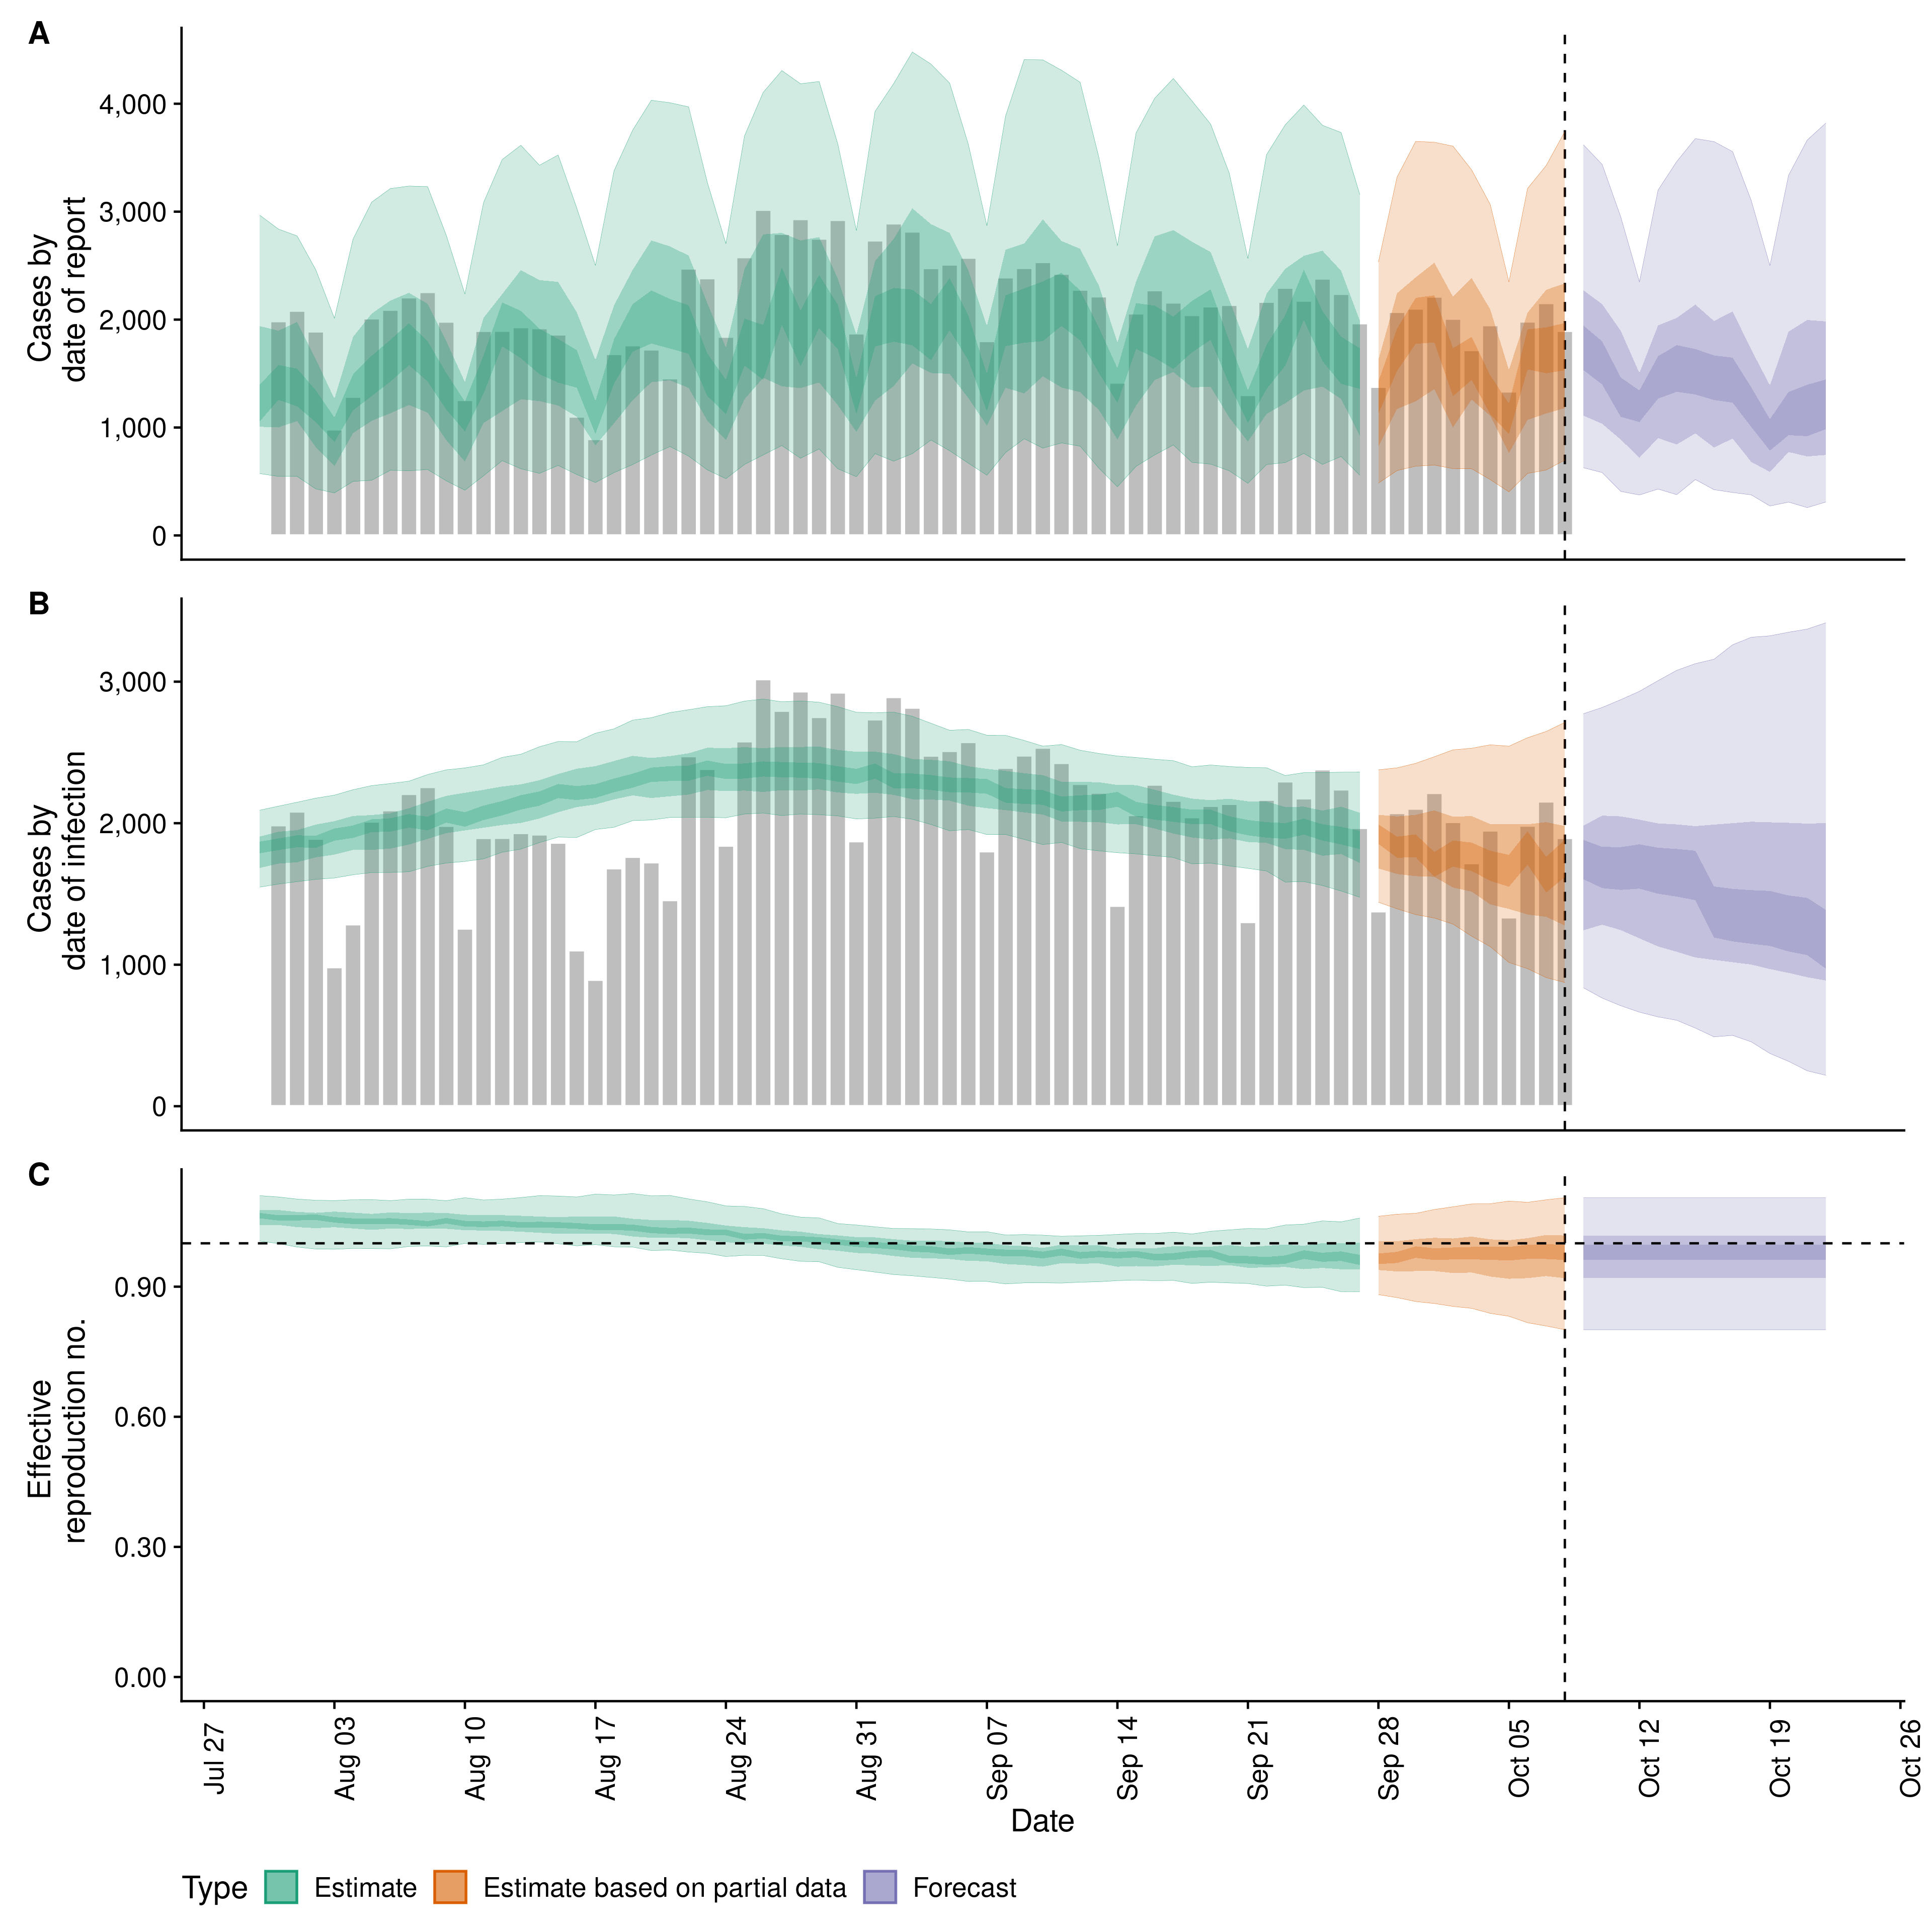 A
Cases by
date of report
4,000
3,000
2,000
1,000
0
B
Cases by
date of infection
3,000
2,000
1,000
0
C
Effective
reproduction no.
0.90
0.60
0.30
0.00
Jul 27
Aug 03
Aug 10
Aug 17
Aug 24
Aug 31
Sep 07
Sep 14
Sep 21
Sep 28
Oct 05
Oct 12
Oct 19
Oct 26
Date
Type Estimate Estimate based on partial data Forecast